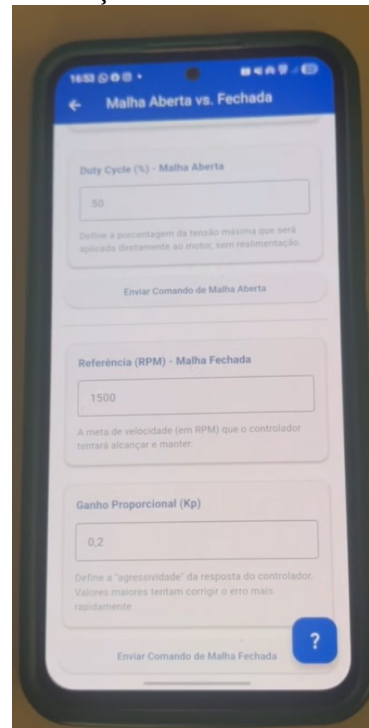 16:53
← Malha Aberta vs. Fechada
Duty Cycle (%) - Malha Aberta
50
Define a porcentagem da tensão máxima que será
aplicada diretamente ao motor, sem realimentação.
Enviar Comando de Malha Aberta
Referência (RPM) - Malha Fechada
1500
A meta de velocidade (em RPM) que o controlador
tentará alcançar e manter.
Ganho Proporcional (Kp)
0,2
Define a "agressividade" da resposta do controlador.
Valores maiores tentam corrigir o erro mais
rapidamente.
?
Enviar Comando de Malha Fechada